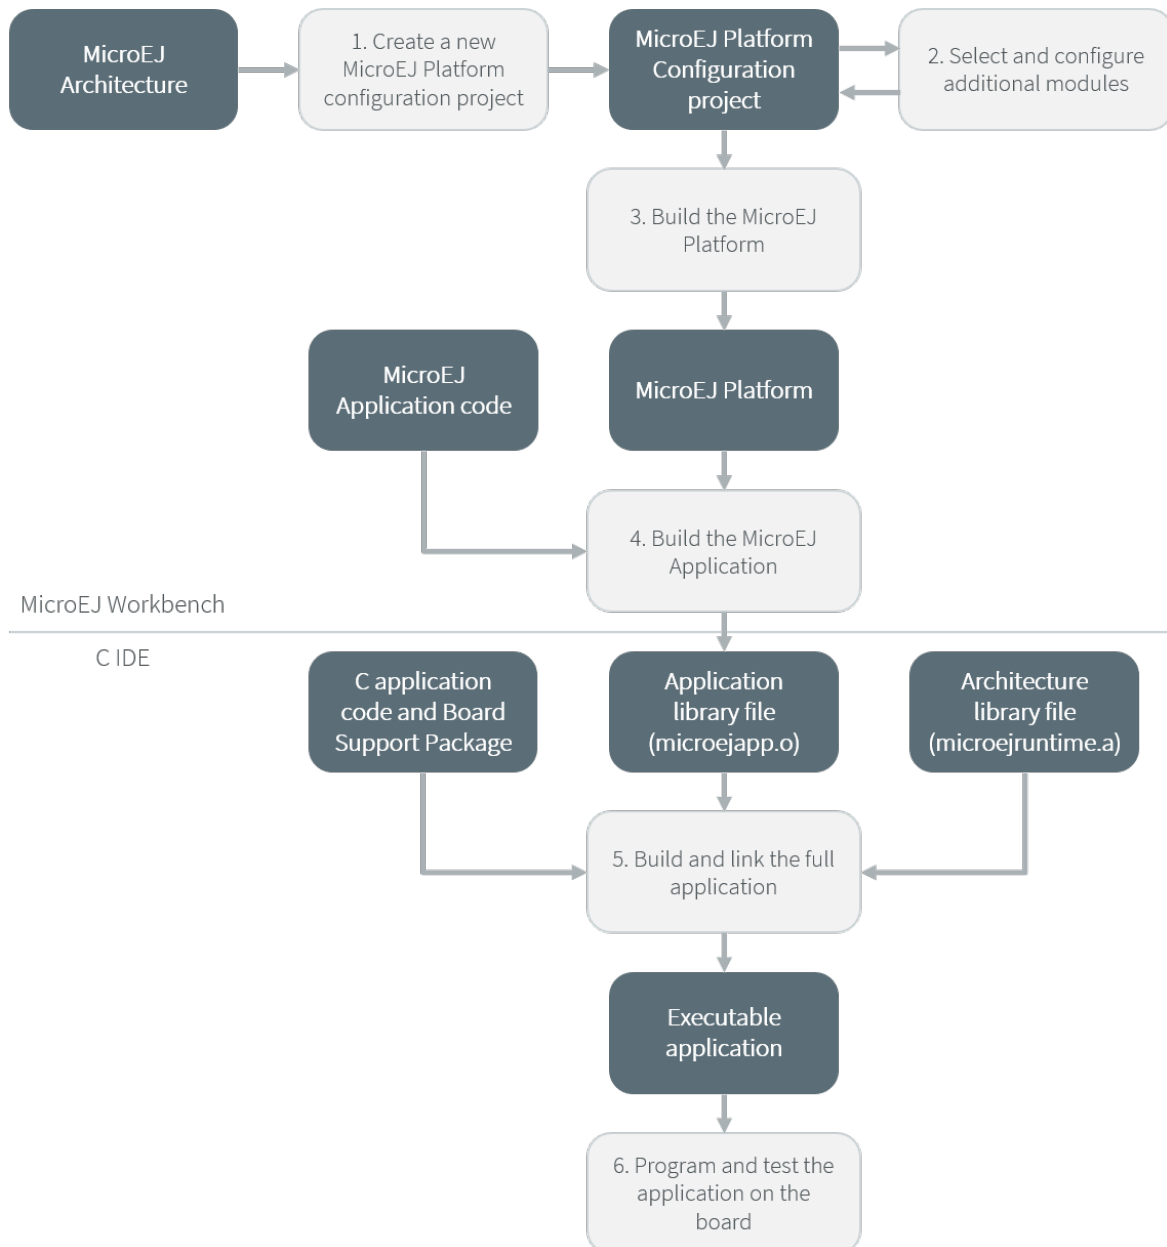 MicroEJ
Architecture
1. Create a new
MicroEJ Platform
configuration project
MicroEJ Platform
Configuration
project
2. Select and configure
additional modules
3. Build the MicroEJ
Platform
MicroEJ
Application code
MicroEJ Platform
4. Build the MicroEJ
Application
MicroEJ Workbench
C IDE
C application
code and Board
Support Package
Application
library file
(microejapp.o)
Architecture
library file
(microejruntime.a)
5. Build and link the full
application
Executable
application
6. Program and test the
application on the
board